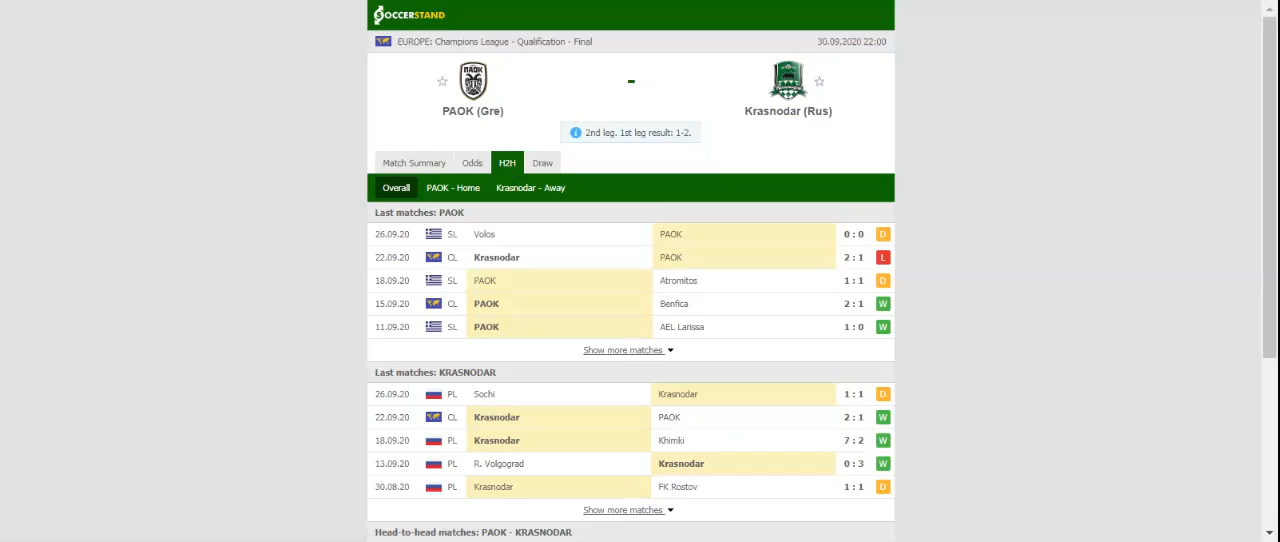 SOCCERSTAND
EUROPE: Champions League - Qualification - Final 30.09.2020 22:00
ΠΑΟΚ
PAOK (Gre) - Krasnodar (Rus)
2nd leg. 1st leg result: 1-2.
Match Summary Odds H2H Draw
Overall PAOK - Home Krasnodar - Away
Last matches: PAOK
26.09.20 SL Volos PAOK 0 : 0 D
22.09.20 CL Krasnodar PAOK 2 : 1 L
18.09.20 SL PAOK Atromitos 1 : 1 D
15.09.20 CL PAOK Benfica 2 : 1 W
11.09.20 SL PAOK AEL Larissa 1 : 0 W
Show more matches
Last matches: KRASNODAR
26.09.20 PL Sochi Krasnodar 1 : 1 D
22.09.20 CL Krasnodar PAOK 2 : 1 W
18.09.20 PL Krasnodar Khimki 7 : 2 W
13.09.20 PL R. Volgograd Krasnodar 0 : 3 W
30.08.20 PL Krasnodar FK Rostov 1 : 1 D
Show more matches
Head-to-head matches: PAOK - KRASNODAR